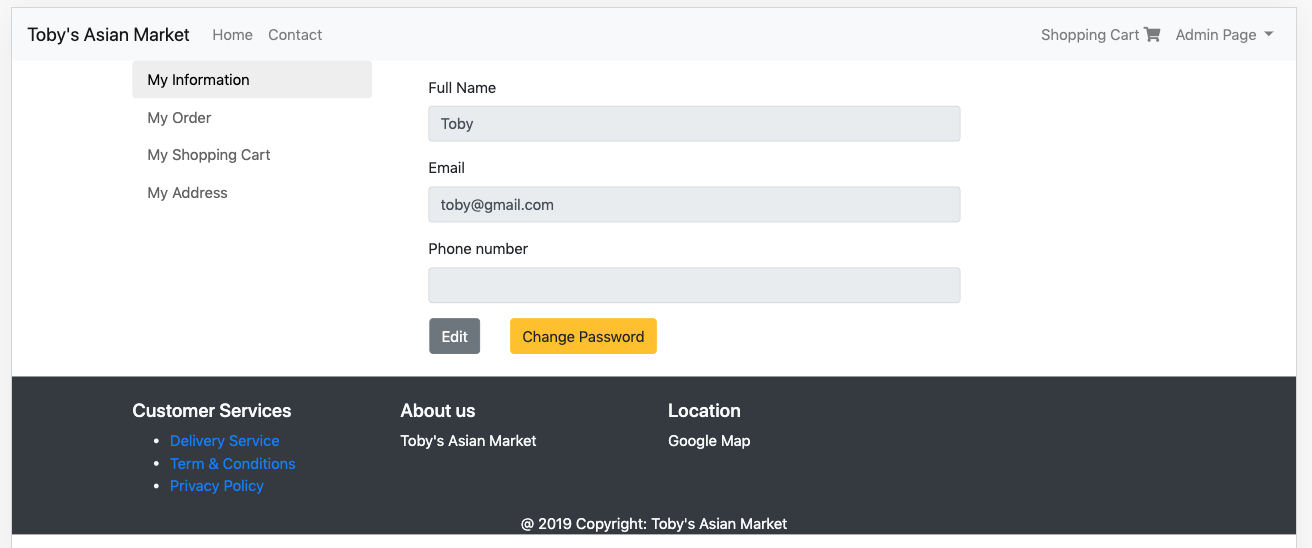 Toby's Asian Market Home Contact Shopping Cart Admin Page
My Information
My Order
My Shopping Cart
My Address
Full Name
Toby
Email
toby@gmail.com
Phone number
Edit Change Password
Customer Services
Delivery Service
Term & Conditions
Privacy Policy
About us
Toby's Asian Market
Location
Google Map
@ 2019 Copyright: Toby's Asian Market